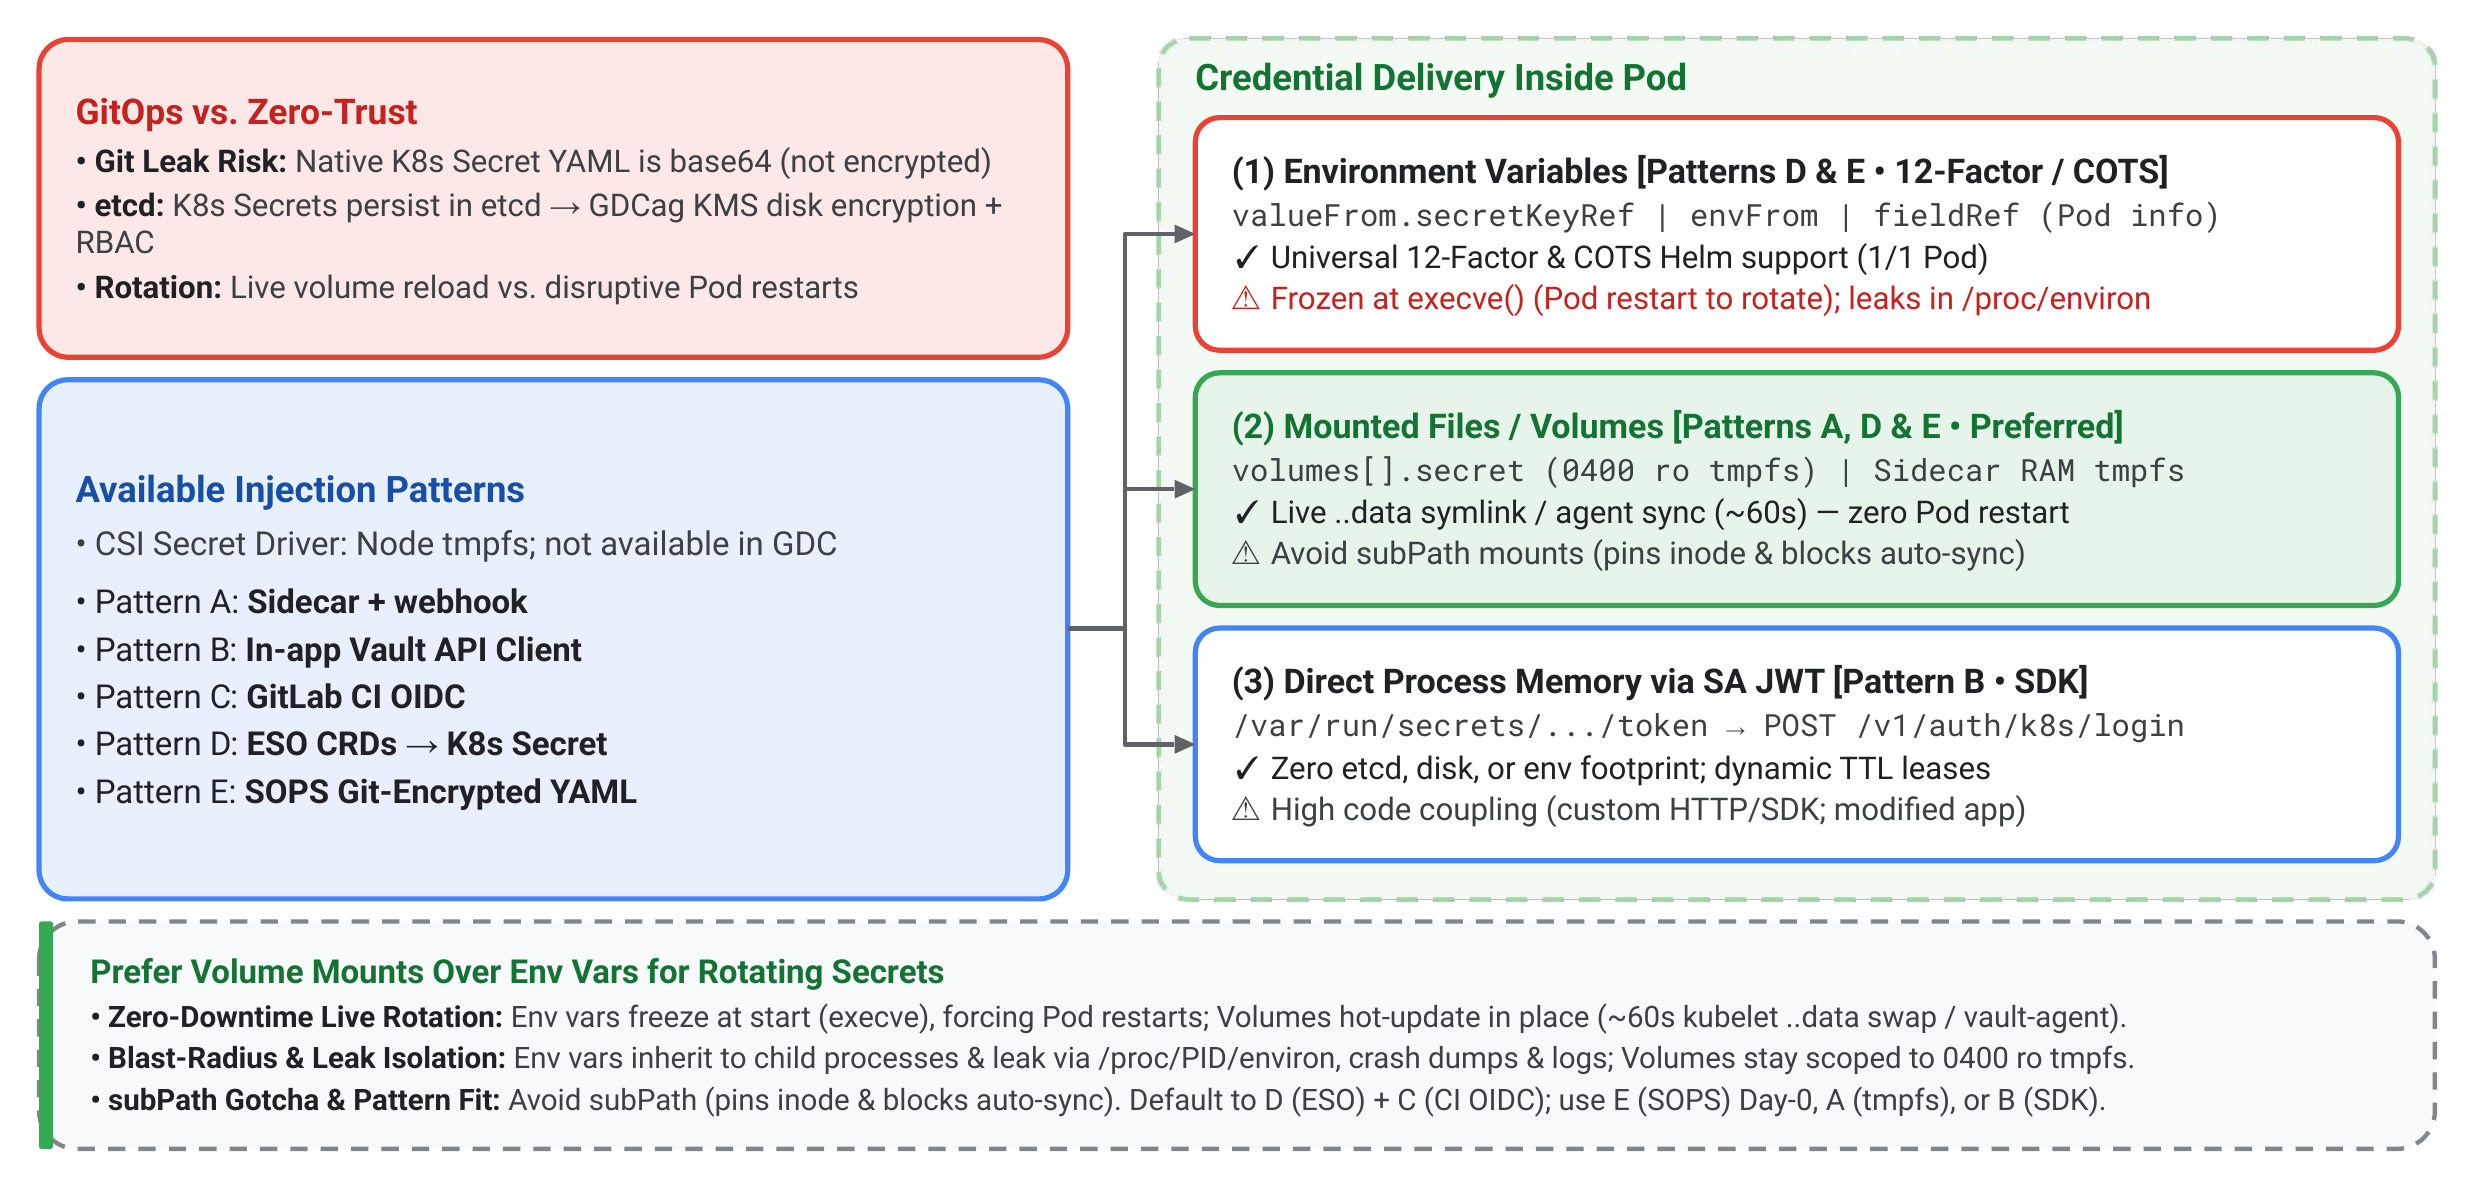 GitOps vs. Zero-Trust
• Git Leak Risk: Native K8s Secret YAML is base64 (not encrypted)
• etcd: K8s Secrets persist in etcd → GDCag KMS disk encryption +
RBAC
• Rotation: Live volume reload vs. disruptive Pod restarts
Available Injection Patterns
• CSI Secret Driver: Node tmpfs; not available in GDC
• Pattern A: Sidecar + webhook
• Pattern B: In-app Vault API Client
• Pattern C: GitLab CI OIDC
• Pattern D: ESO CRDs → K8s Secret
• Pattern E: SOPS Git-Encrypted YAML
Credential Delivery Inside Pod
(1) Environment Variables [Patterns D & E • 12-Factor / COTS]
valueFrom.secretKeyRef | envFrom | fieldRef (Pod info)
✓ Universal 12-Factor & COTS Helm support (1/1 Pod)
⚠ Frozen at execve() (Pod restart to rotate); leaks in /proc/environ
(2) Mounted Files / Volumes [Patterns A, D & E • Preferred]
volumes[].secret (0400 ro tmpfs) | Sidecar RAM tmpfs
✓ Live ..data symlink / agent sync (~60s) — zero Pod restart
⚠ Avoid subPath mounts (pins inode & blocks auto-sync)
(3) Direct Process Memory via SA JWT [Pattern B • SDK]
/var/run/secrets/.../token → POST /v1/auth/k8s/login
✓ Zero etcd, disk, or env footprint; dynamic TTL leases
⚠ High code coupling (custom HTTP/SDK; modified app)
Prefer Volume Mounts Over Env Vars for Rotating Secrets
• Zero-Downtime Live Rotation: Env vars freeze at start (execve), forcing Pod restarts; Volumes hot-update in place (~60s kubelet ..data swap / vault-agent).
• Blast-Radius & Leak Isolation: Env vars inherit to child processes & leak via /proc/PID/environ, crash dumps & logs; Volumes stay scoped to 0400 ro tmpfs.
• subPath Gotcha & Pattern Fit: Avoid subPath (pins inode & blocks auto-sync). Default to D (ESO) + C (CI OIDC); use E (SOPS) Day-0, A (tmpfs), or B (SDK).